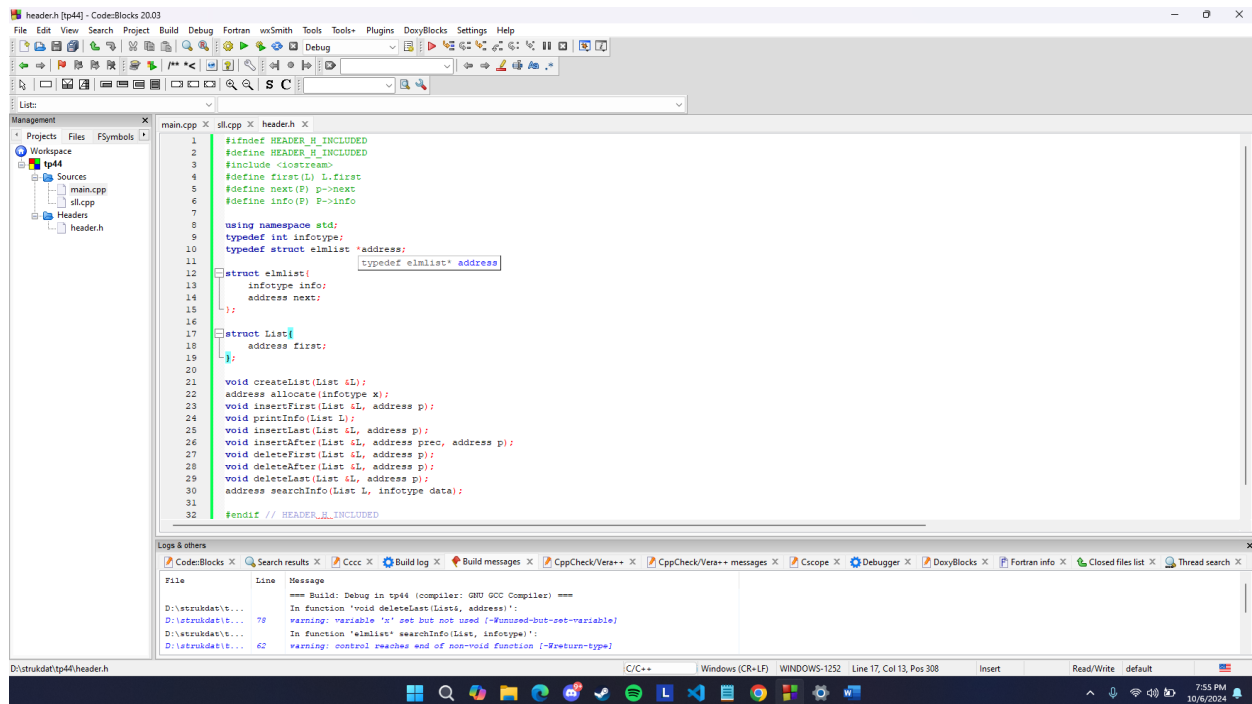 header.h [tp44] - Code::Blocks 20.03
File Edit View Search Project Build Debug Fortran wxSmith Tools Tools+ Plugins DoxyBlocks Settings Help
Debug
/** *<
S C
List::
Management
Projects Files FSymbols
Workspace
tp44
Sources
main.cpp
sll.cpp
Headers
header.h
main.cpp X sll.cpp X header.h X
1 #ifndef HEADER_H_INCLUDED
2 #define HEADER_H_INCLUDED
3 #include <iostream>
4 #define first(L) L.first
5 #define next(P) p->next
6 #define info(P) P->info
7
8 using namespace std;
9 typedef int infotype;
10 typedef struct elmlist *address;
11
typedef elmlist* address
12 struct elmlist{
13 infotype info;
14 address next;
15 };
16
17 struct List{
18 address first;
19 };
20
21 void createList(List &L);
22 address allocate(infotype x);
23 void insertFirst(List &L, address p);
24 void printInfo(List L);
25 void insertLast(List &L, address p);
26 void insertAfter(List &L, address prec, address p);
27 void deleteFirst(List &L, address p);
28 void deleteAfter(List &L, address p);
29 void deleteLast(List &L, address p);
30 address searchInfo(List L, infotype data);
31
32 #endif // HEADER_H_INCLUDED
Logs & others
Code::Blocks X Search results X Cccc X Build log X Build messages X CppCheck/Vera++ X CppCheck/Vera++ messages X Cscope X Debugger X DoxyBlocks X Fortran info X Closed files list X Thread search X
File Line Message
=== Build: Debug in tp44 (compiler: GNU GCC Compiler) ===
D:\strukdat\t... In function 'void deleteLast(List&, address)':
D:\strukdat\t... 78 warning: variable 'x' set but not used [-Wunused-but-set-variable]
D:\strukdat\t... In function 'elmlist* searchInfo(List, infotype)':
D:\strukdat\t... 62 warning: control reaches end of non-void function [-Wreturn-type]
D:\strukdat\tp44\header.h C/C++ Windows (CR+LF) WINDOWS-1252 Line 17, Col 13, Pos 308 Insert Read/Write default
7:55 PM
10/6/2024